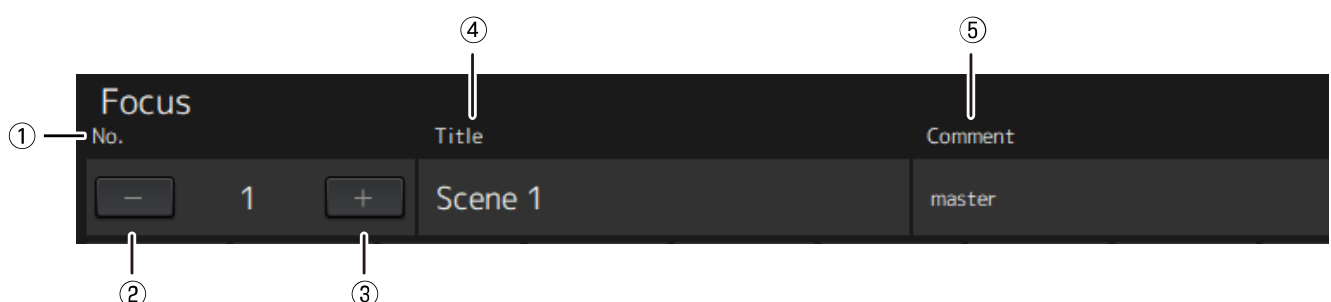 ④ ⑤
Focus
① No. Title Comment
− 1 + Scene 1 master
② ③